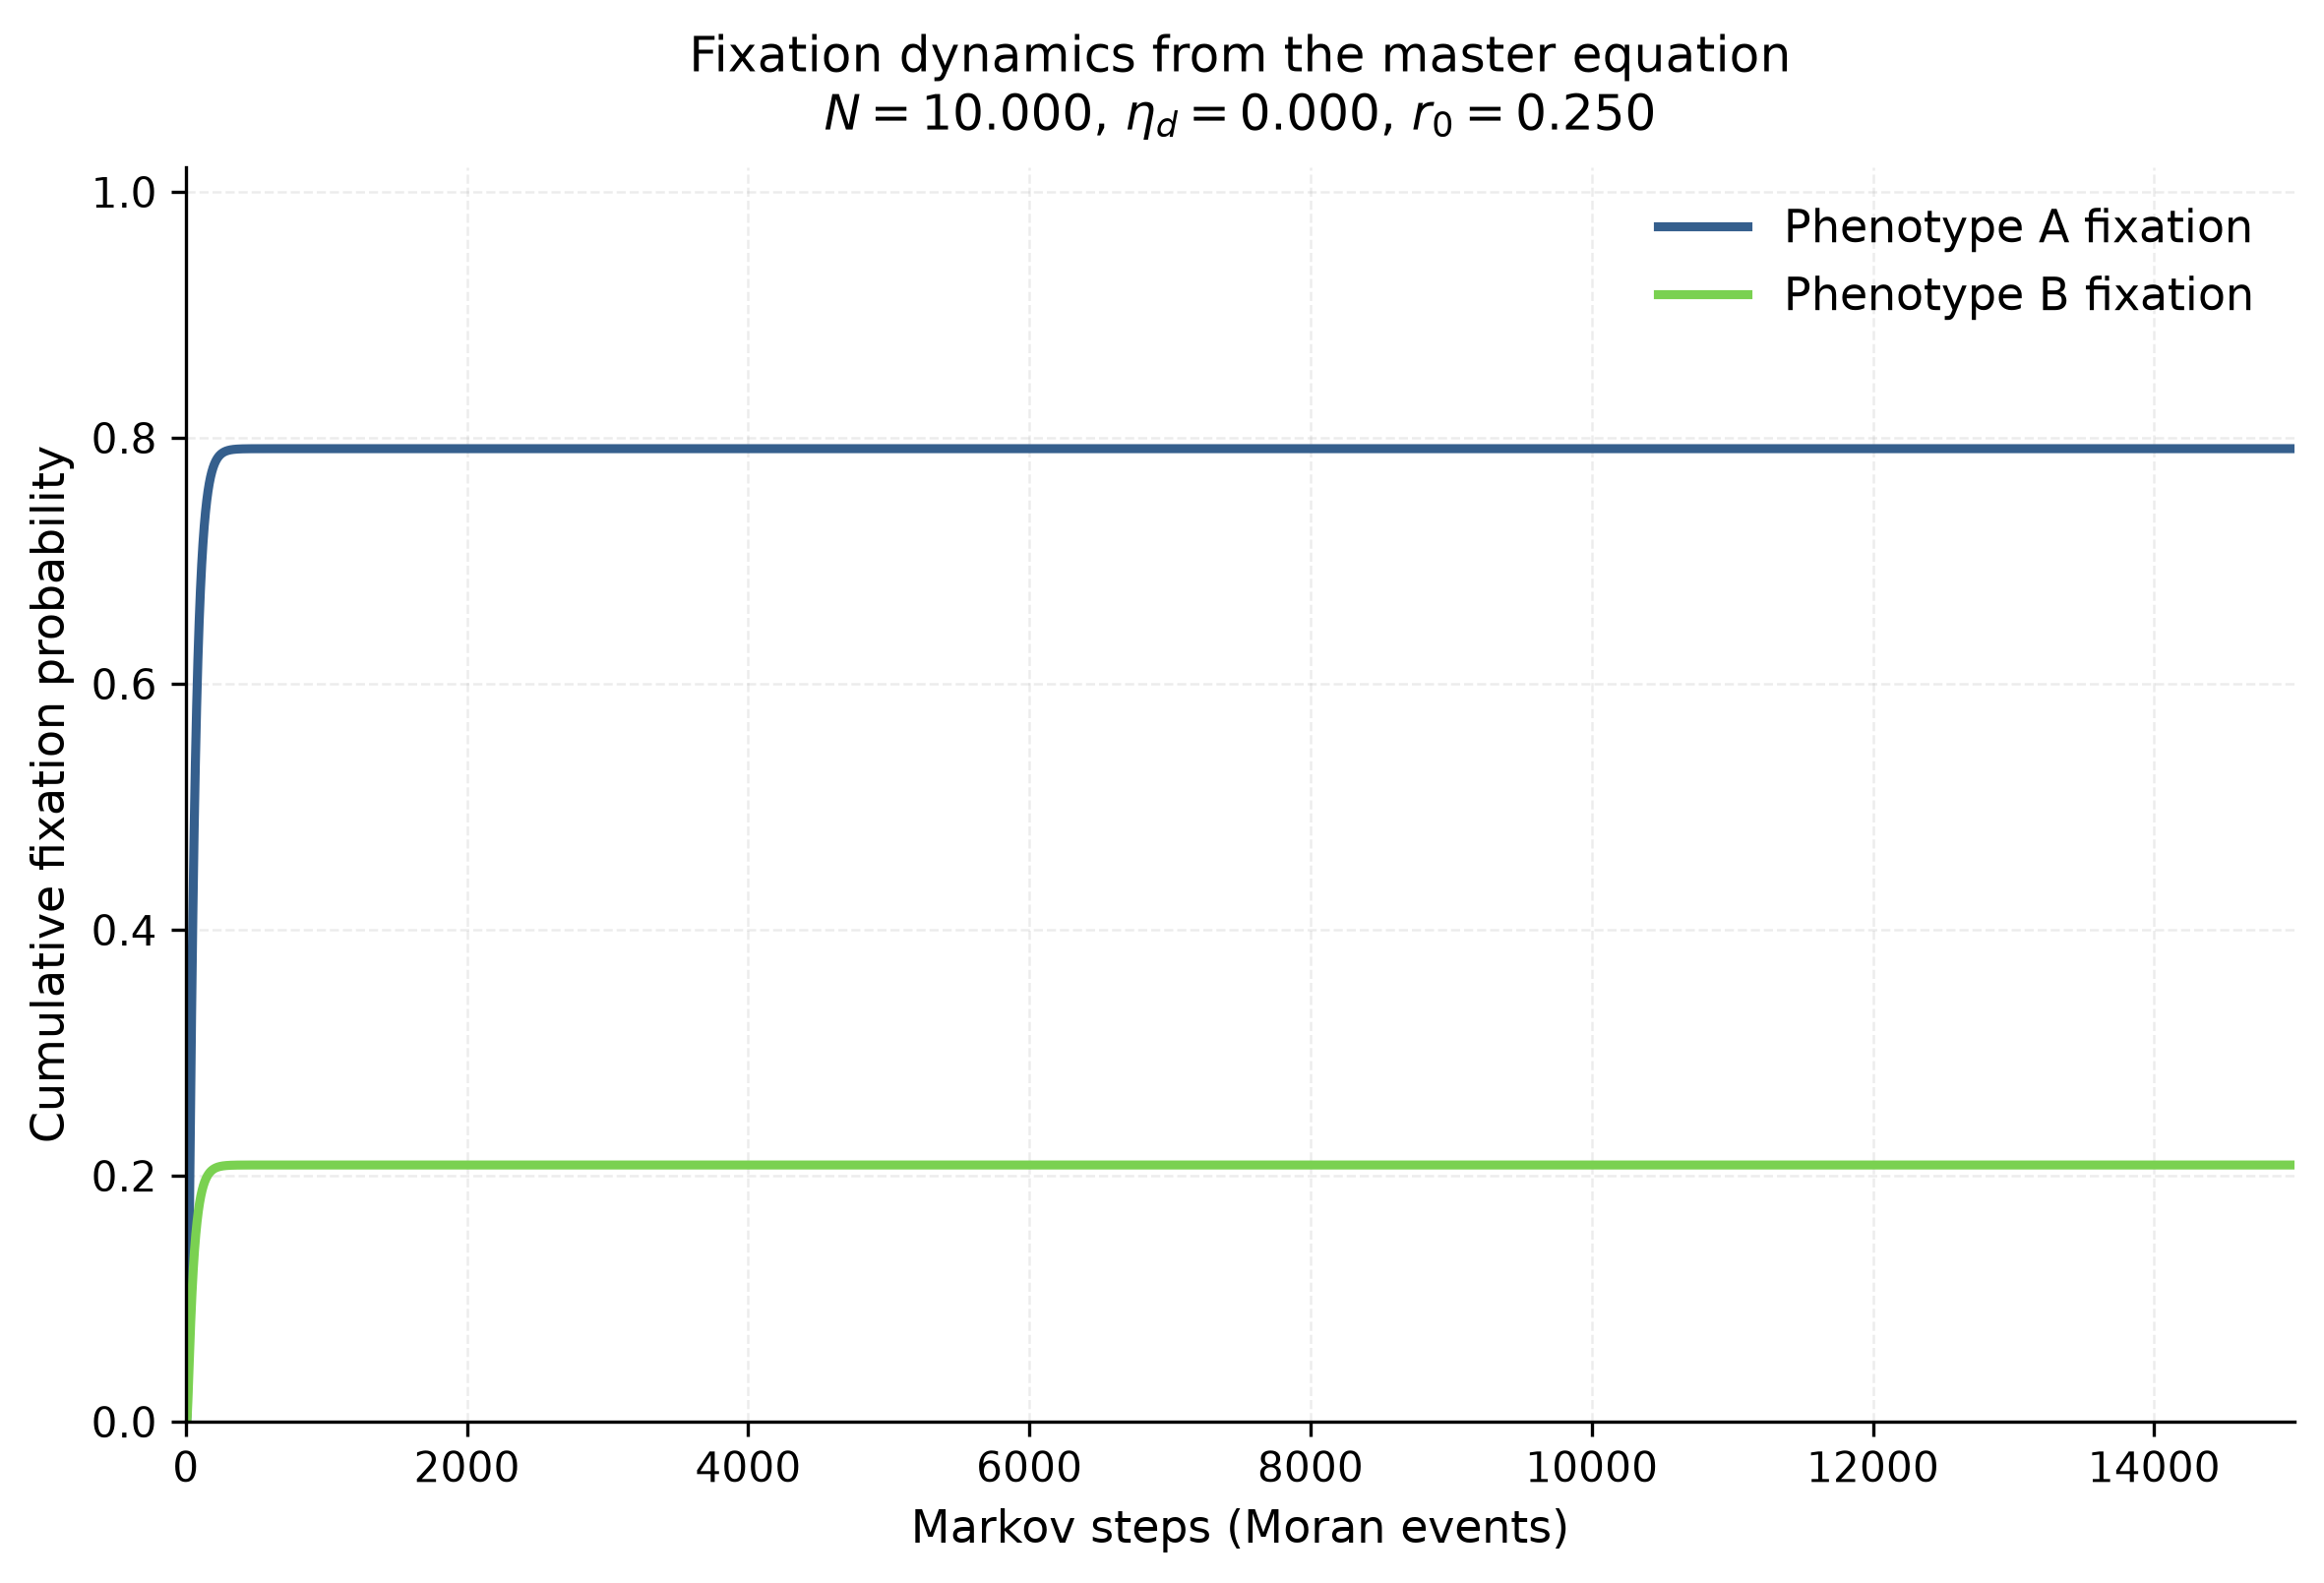 Fixation dynamics from the master equation
N = 10.000, η_d = 0.000, r_0 = 0.250
Phenotype A fixation
Phenotype B fixation
Cumulative fixation probability
1.0
0.8
0.6
0.4
0.2
0.0
0 2000 4000 6000 8000 10000 12000 14000
Markov steps (Moran events)